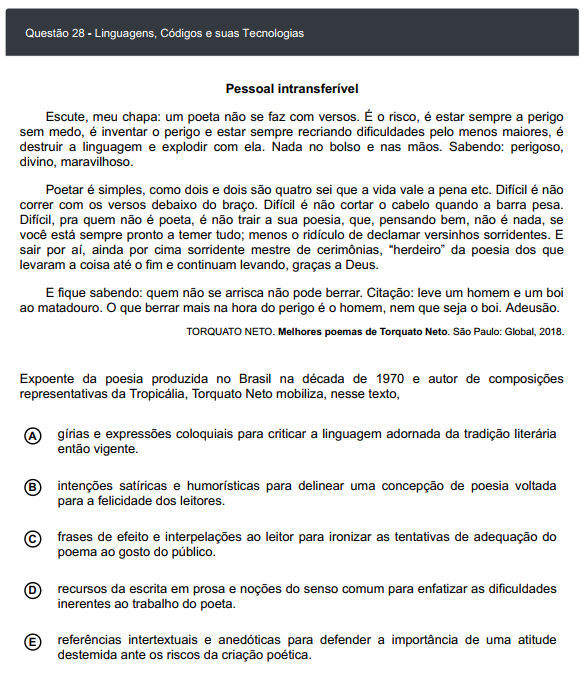 Questão 28 - Linguagens, Códigos e suas Tecnologias
Pessoal intransferível
Escute, meu chapa: um poeta não se faz com versos. É o risco, é estar sempre a perigo
sem medo, é inventar o perigo e estar sempre recriando dificuldades pelo menos maiores, é
destruir a linguagem e explodir com ela. Nada no bolso e nas mãos. Sabendo: perigoso,
divino, maravilhoso.
Poetar é simples, como dois e dois são quatro sei que a vida vale a pena etc. Difícil é não
correr com os versos debaixo do braço. Difícil é não cortar o cabelo quando a barra pesa.
Difícil, pra quem não é poeta, é não trair a sua poesia, que, pensando bem, não é nada, se
você está sempre pronto a temer tudo; menos o ridículo de declamar versinhos sorridentes. E
sair por aí, ainda por cima sorridente mestre de cerimônias, “herdeiro” da poesia dos que
levaram a coisa até o fim e continuam levando, graças a Deus.
E fique sabendo: quem não se arrisca não pode berrar. Citação: leve um homem e um boi
ao matadouro. O que berrar mais na hora do perigo é o homem, nem que seja o boi. Adeusão.
TORQUATO NETO. Melhores poemas de Torquato Neto. São Paulo: Global, 2018.
Expoente da poesia produzida no Brasil na década de 1970 e autor de composições
representativas da Tropicália, Torquato Neto mobiliza, nesse texto,
A gírias e expressões coloquiais para criticar a linguagem adornada da tradição literária
então vigente.
B intenções satíricas e humorísticas para delinear uma concepção de poesia voltada
para a felicidade dos leitores.
C frases de efeito e interpelações ao leitor para ironizar as tentativas de adequação do
poema ao gosto do público.
D recursos da escrita em prosa e noções do senso comum para enfatizar as dificuldades
inerentes ao trabalho do poeta.
E referências intertextuais e anedóticas para defender a importância de uma atitude
destemida ante os riscos da criação poética.